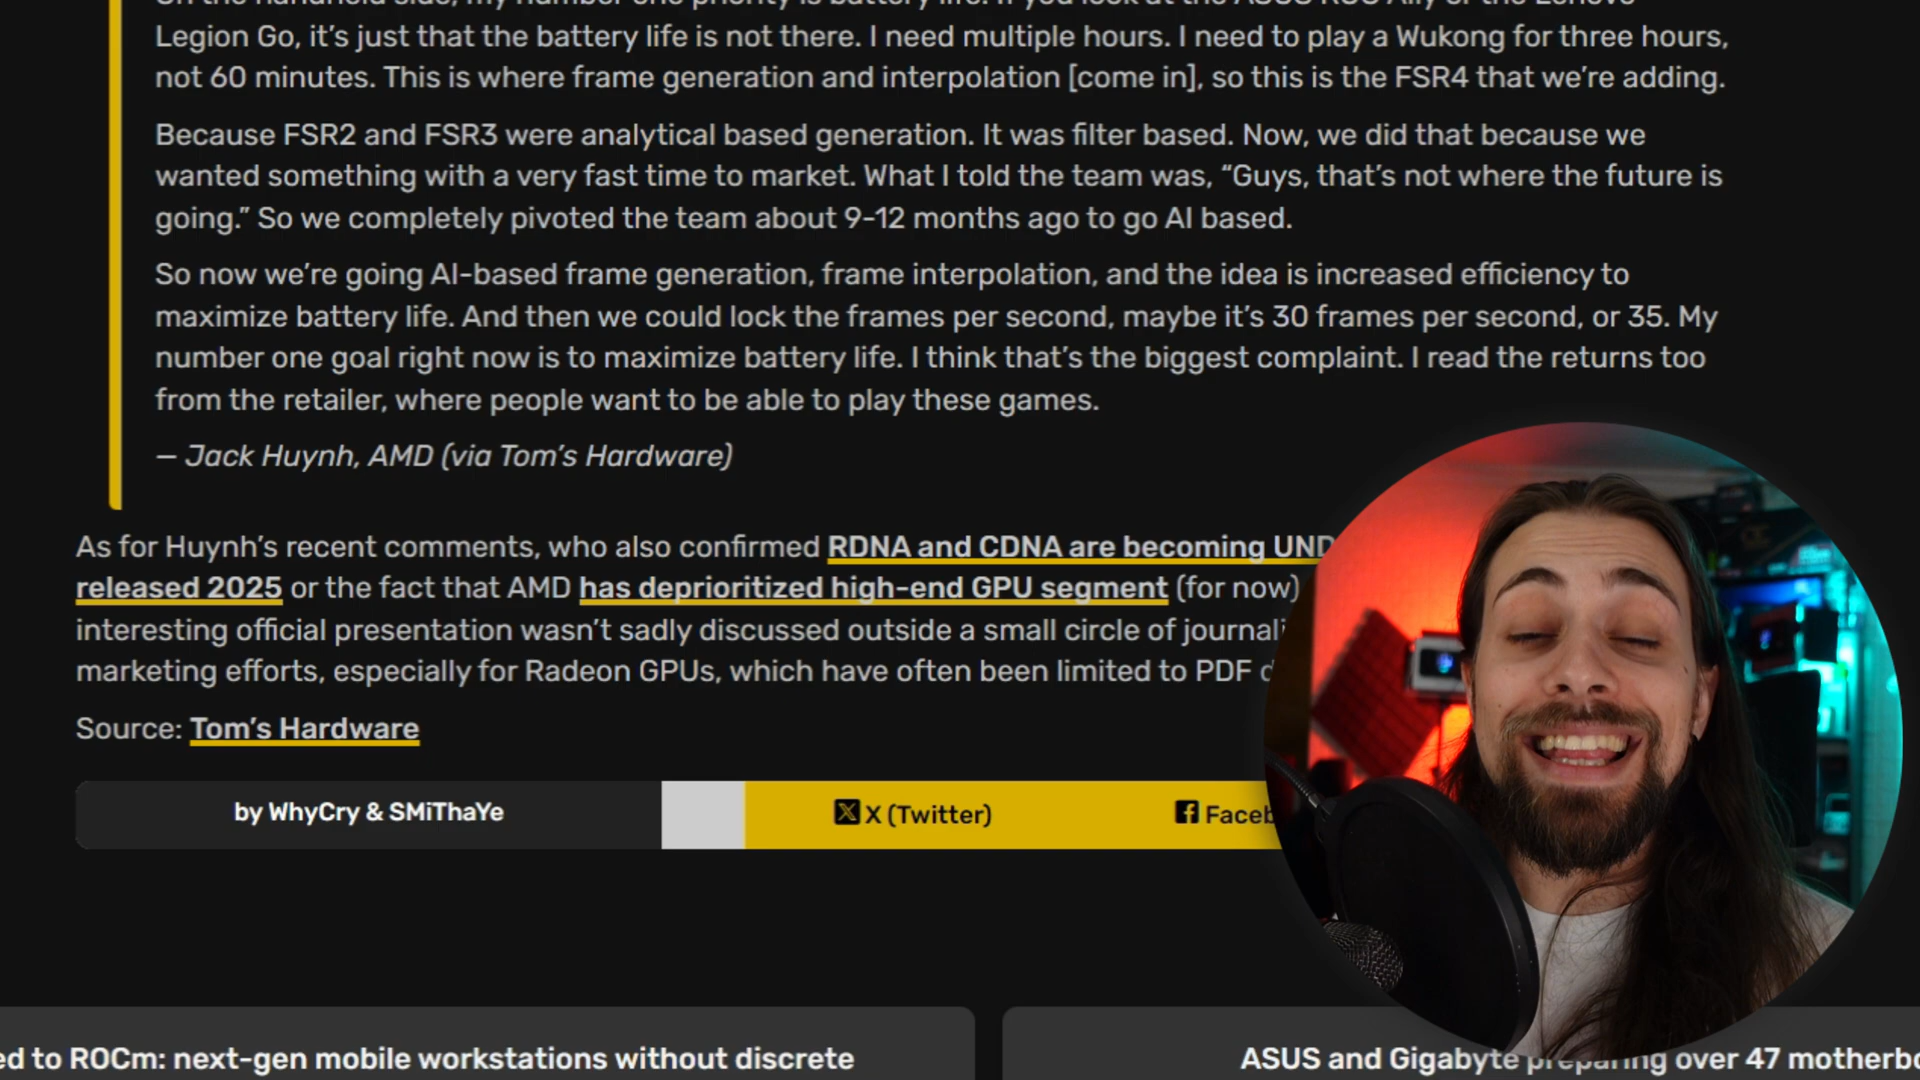 Legion Go, it's just that the battery life is not there. I need multiple hours. I need to play a Wukong for three hours,
not 60 minutes. This is where frame generation and interpolation [come in], so this is the FSR4 that we're adding.
Because FSR2 and FSR3 were analytical based generation. It was filter based. Now, we did that because we
wanted something with a very fast time to market. What I told the team was, “Guys, that's not where the future is
going.” So we completely pivoted the team about 9-12 months ago to go AI based.
So now we're going AI-based frame generation, frame interpolation, and the idea is increased efficiency to
maximize battery life. And then we could lock the frames per second, maybe it's 30 frames per second, or 35. My
number one goal right now is to maximize battery life. I think that's the biggest complaint. I read the returns too
from the retailer, where people want to be able to play these games.
— Jack Huynh, AMD (via Tom's Hardware)
As for Huynh's recent comments, who also confirmed RDNA and CDNA are becoming
released 2025 or the fact that AMD has deprioritized high-end GPU segment (for now)
interesting official presentation wasn't sadly discussed outside a small circle of
marketing efforts, especially for Radeon GPUs, which have often been limited to PDF
Source: Tom's Hardware
by WhyCry & SMiThaYe
X (Twitter)
to ROCm: next-gen mobile workstations without discrete
ASUS and Gigabyte preparing over 47